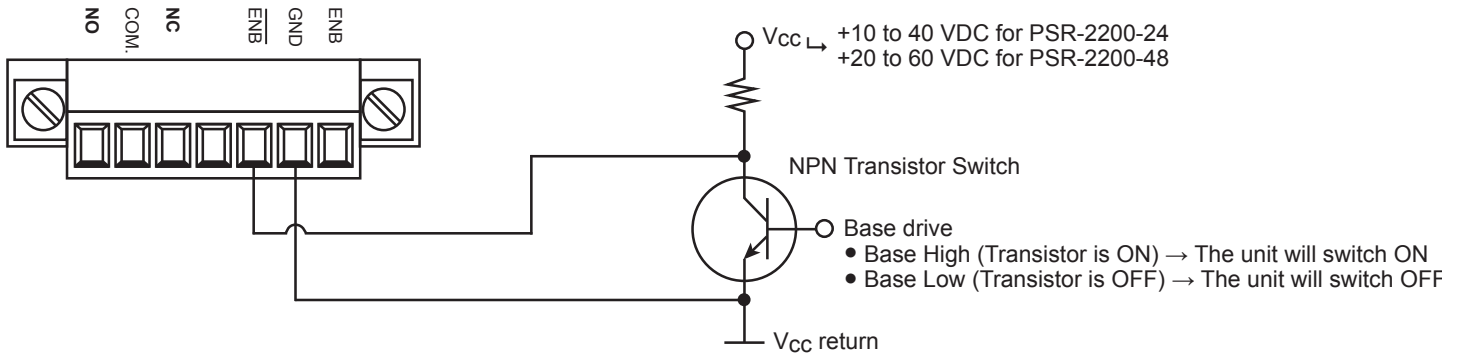 NO COM. NC E̅N̅B̅ GND ENB
VCC ↳ +10 to 40 VDC for PSR-2200-24
+20 to 60 VDC for PSR-2200-48
NPN Transistor Switch
Base drive
● Base High (Transistor is ON) → The unit will switch ON
● Base Low (Transistor is OFF) → The unit will switch OFF
VCC return